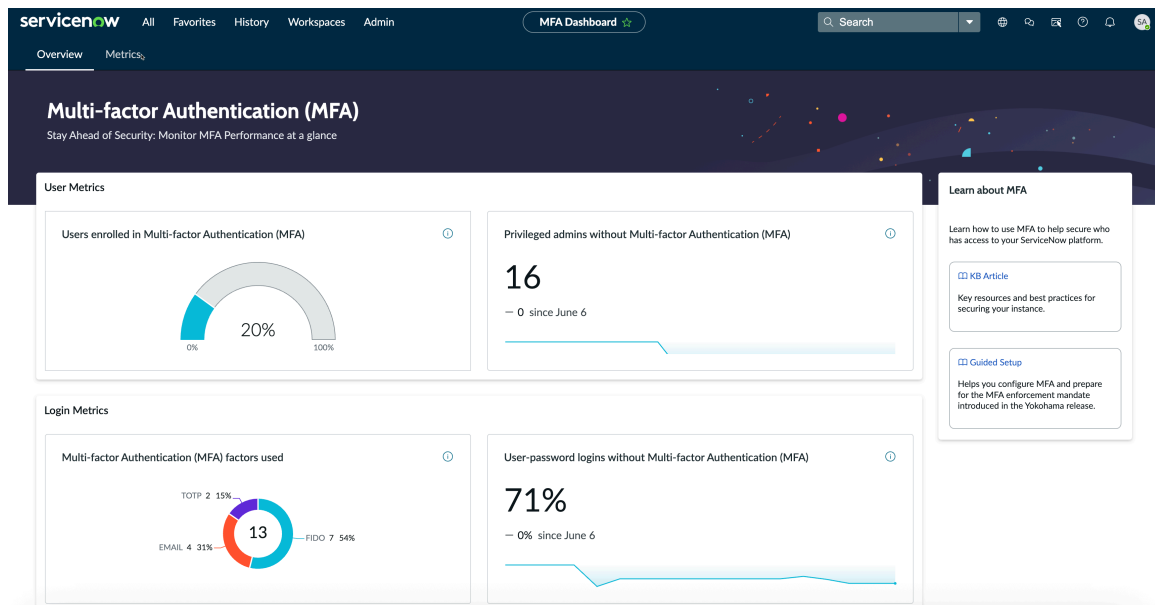 servicenow All Favorites History Workspaces Admin MFA Dashboard Search SA
Overview Metrics
Multi-factor Authentication (MFA)
Stay Ahead of Security: Monitor MFA Performance at a glance
User Metrics
Users enrolled in Multi-factor Authentication (MFA)
20%
0% 100%
Privileged admins without Multi-factor Authentication (MFA)
16
— 0 since June 6
Login Metrics
Multi-factor Authentication (MFA) factors used
TOTP 2 15%
13
FIDO 7 54%
EMAIL 4 31%
User-password logins without Multi-factor Authentication (MFA)
71%
— 0% since June 6
Learn about MFA
Learn how to use MFA to help secure who
has access to your ServiceNow platform.
KB Article
Key resources and best practices for
securing your instance.
Guided Setup
Helps you configure MFA and prepare
for the MFA enforcement mandate
introduced in the Yokohama release.